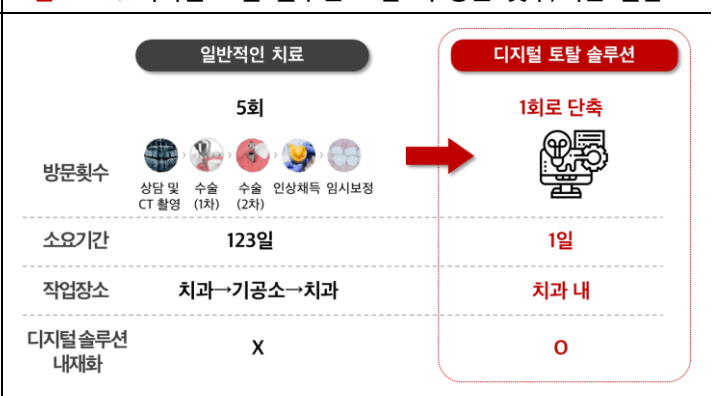 일반적인 치료
디지털 토탈 솔루션
5회
1회로 단축
방문횟수
상담 및
CT 촬영
수술
(1차)
수술
(2차)
인상채득
임시보정
소요기간
123일
1일
작업장소
치과→기공소→치과
치과 내
디지털 솔루션
내재화
X
O